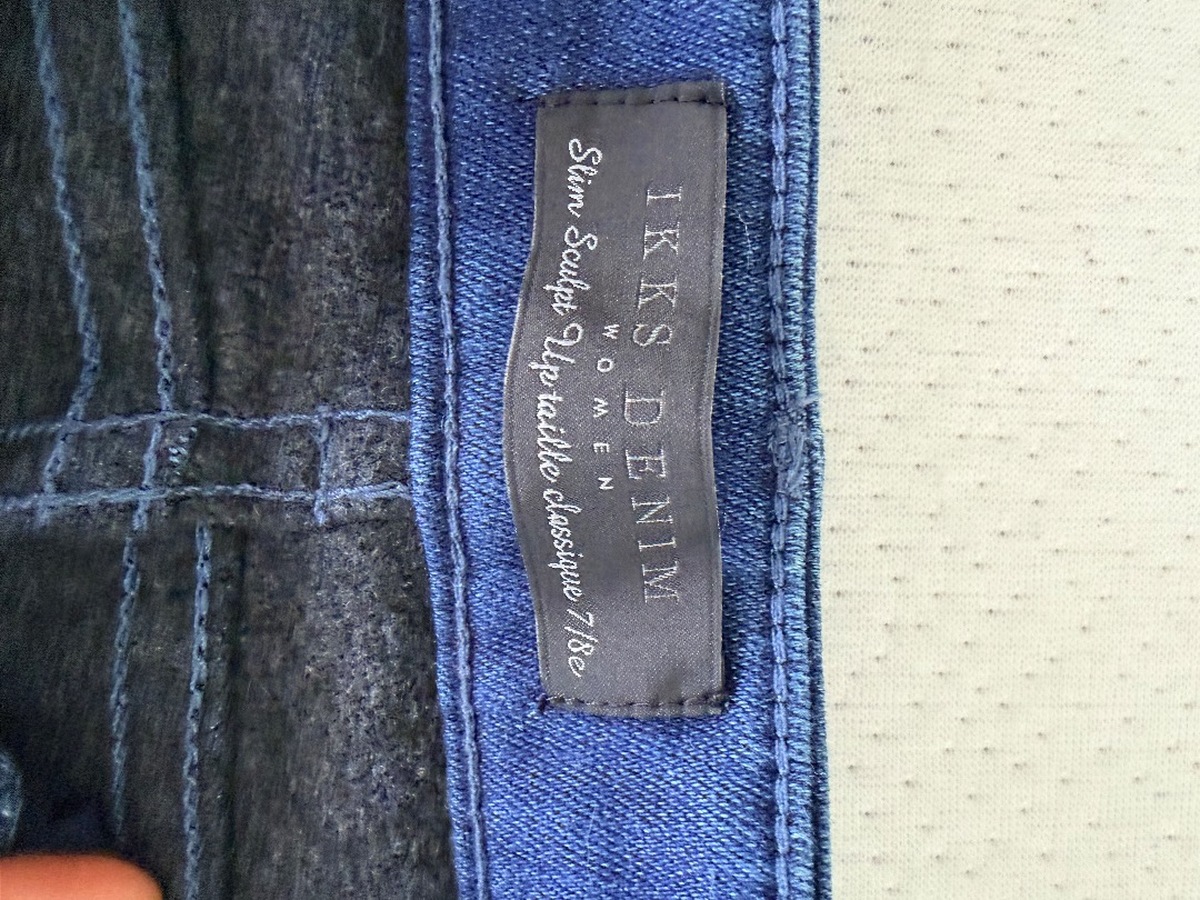 IKKS DENIM
WOMEN
Slim Sculpt Up taille classique 7/8e